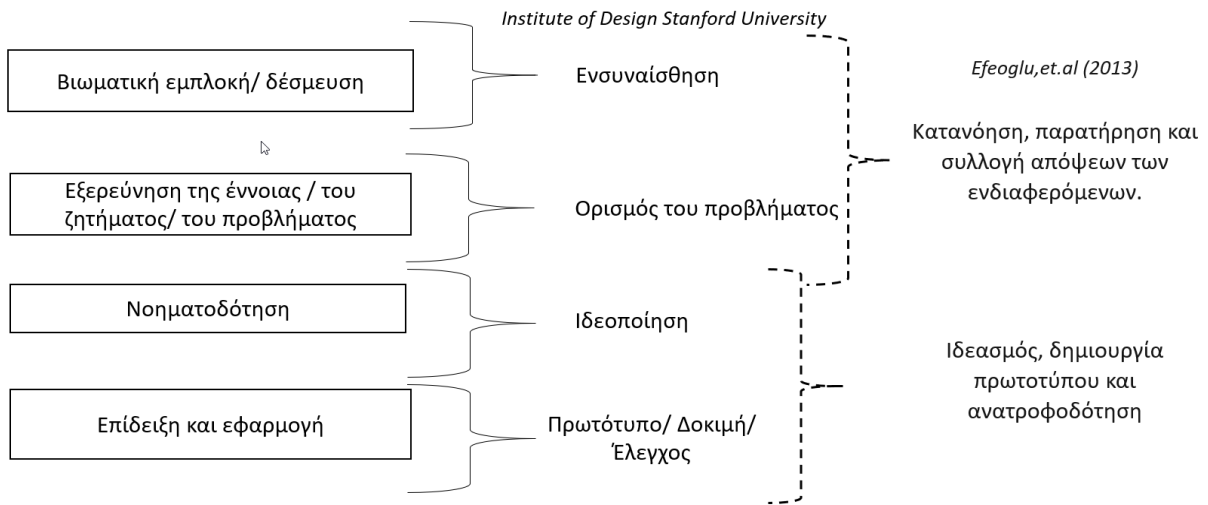 Institute of Design Stanford University
Βιωματική εμπλοκή/ δέσμευση
Ενσυναίσθηση
Efeoglu,et.al (2013)
Κατανόηση, παρατήρηση και
συλλογή απόψεων των
ενδιαφερόμενων.
Εξερεύνηση της έννοιας / του
ζητήματος/ του προβλήματος
Ορισμός του προβλήματος
Νοηματοδότηση
Ιδεοποίηση
Ιδεασμός, δημιουργία
πρωτοτύπου και
ανατροφοδότηση
Επίδειξη και εφαρμογή
Πρωτότυπο/ Δοκιμή/
Έλεγχος